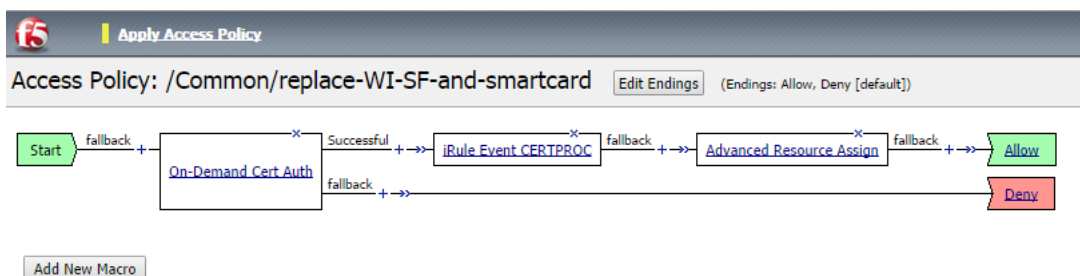 f5 Apply Access Policy
Access Policy: /Common/replace-WI-SF-and-smartcard Edit Endings (Endings: Allow, Deny [default])
Start fallback + On-Demand Cert Auth × Successful + iRule Event CERTPROC × fallback + Advanced Resource Assign × fallback + Allow
fallback + Deny
Add New Macro